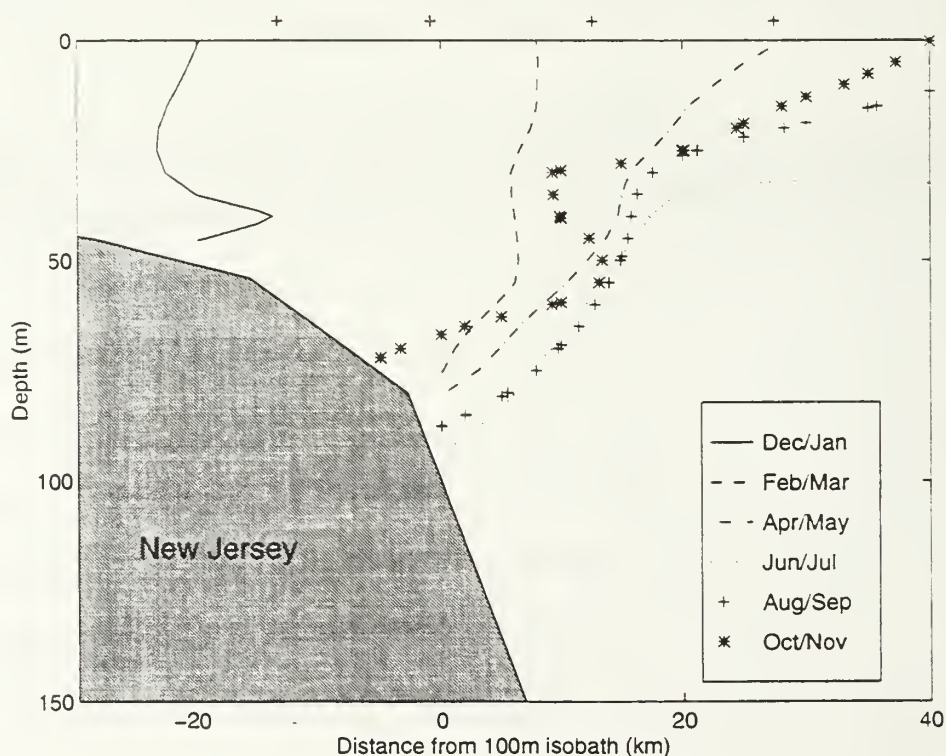 0
50
100
150
Depth (m)
−20
0
20
40
Distance from 100m isobath (km)
New Jersey
Dec/Jan
Feb/Mar
Apr/May
Jun/Jul
Aug/Sep
Oct/Nov